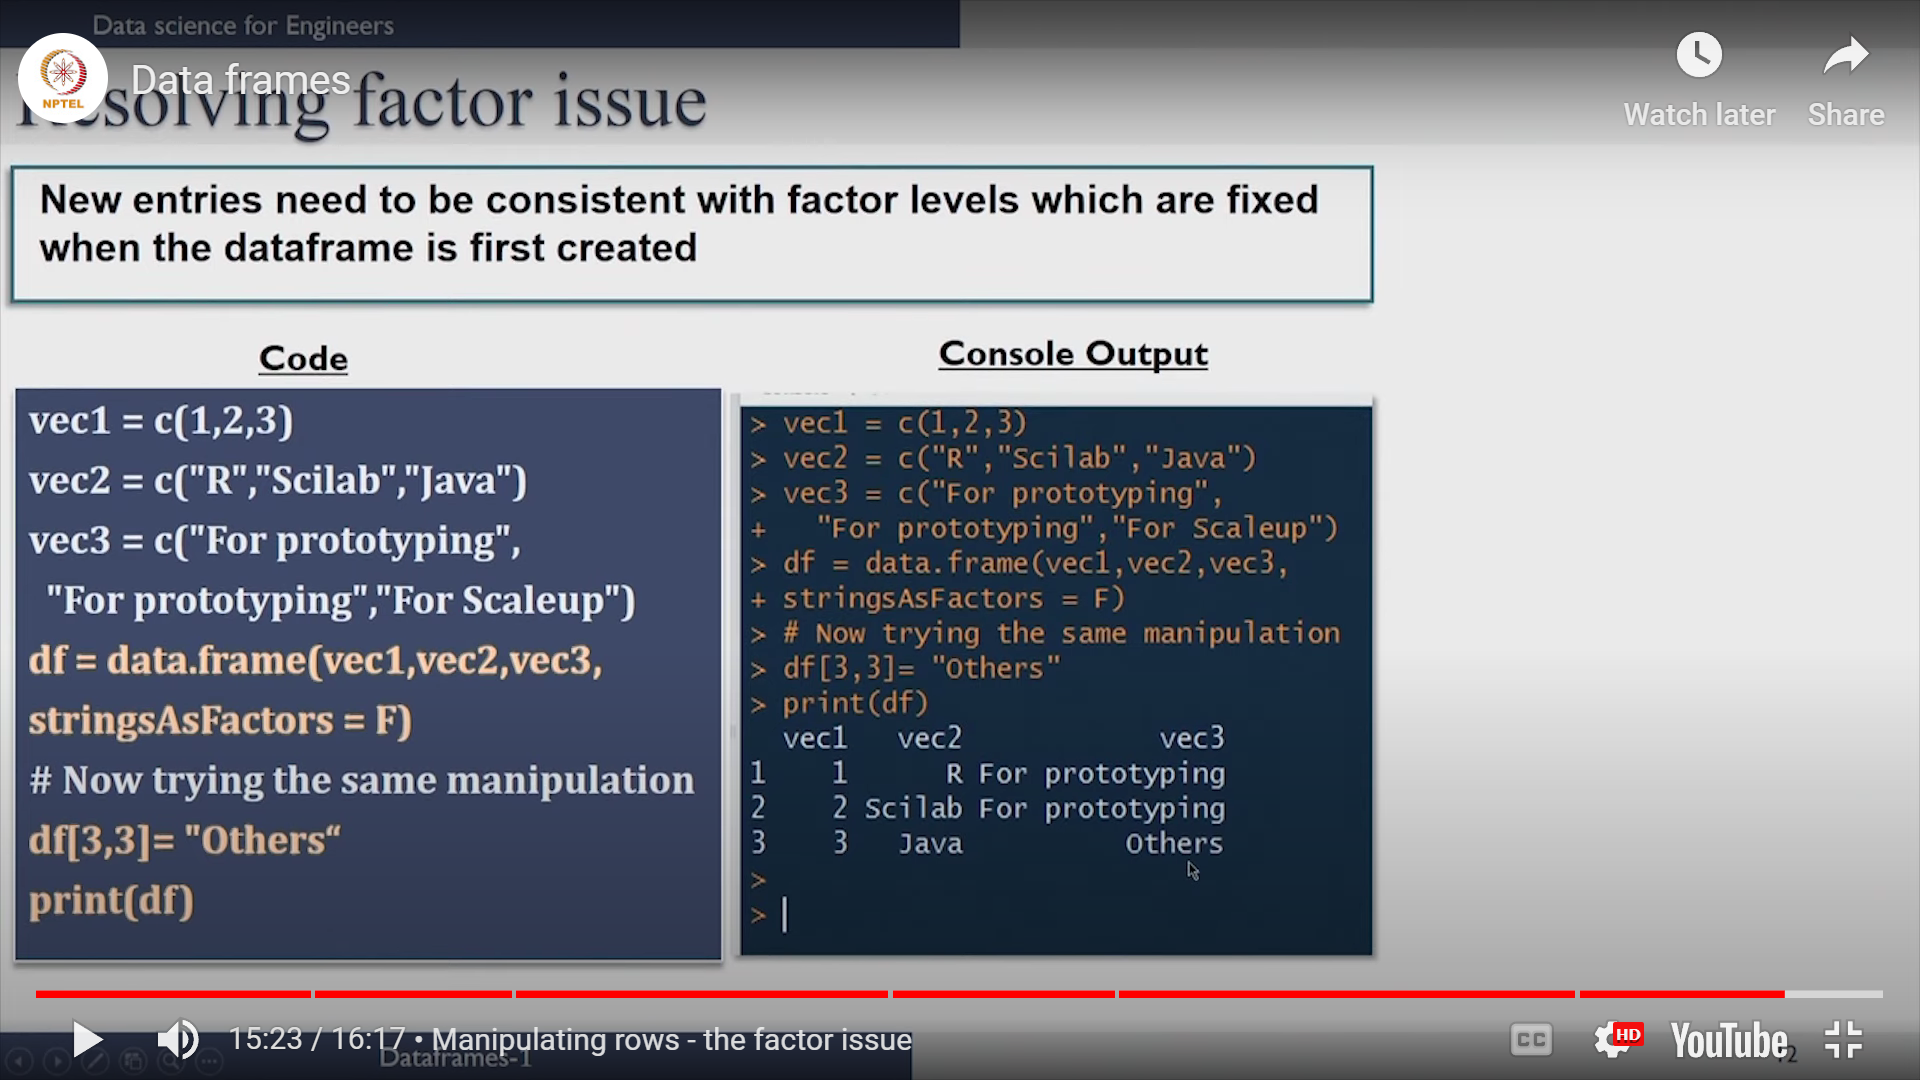 Data science for Engineers
NPTEL
Data frames
Resolving factor issue
Watch later
Share
New entries need to be consistent with factor levels which are fixed
when the dataframe is first created
Code
vec1 = c(1,2,3)
vec2 = c("R","Scilab","Java")
vec3 = c("For prototyping",
"For prototyping","For Scaleup")
df = data.frame(vec1,vec2,vec3,
stringsAsFactors = F)
# Now trying the same manipulation
df[3,3]= "Others“
print(df)
Console Output
> vec1 = c(1,2,3)
> vec2 = c("R","Scilab","Java")
> vec3 = c("For prototyping",
+ "For prototyping","For Scaleup")
> df = data.frame(vec1,vec2,vec3,
+ stringsAsFactors = F)
> # Now trying the same manipulation
> df[3,3]= "Others"
> print(df)
vec1 vec2 vec3
1 1 R For prototyping
2 2 Scilab For prototyping
3 3 Java Others
>
>
15:23 / 16:17 • Manipulating rows - the factor issue
CC
HD
YouTube
Dataframes-1
12